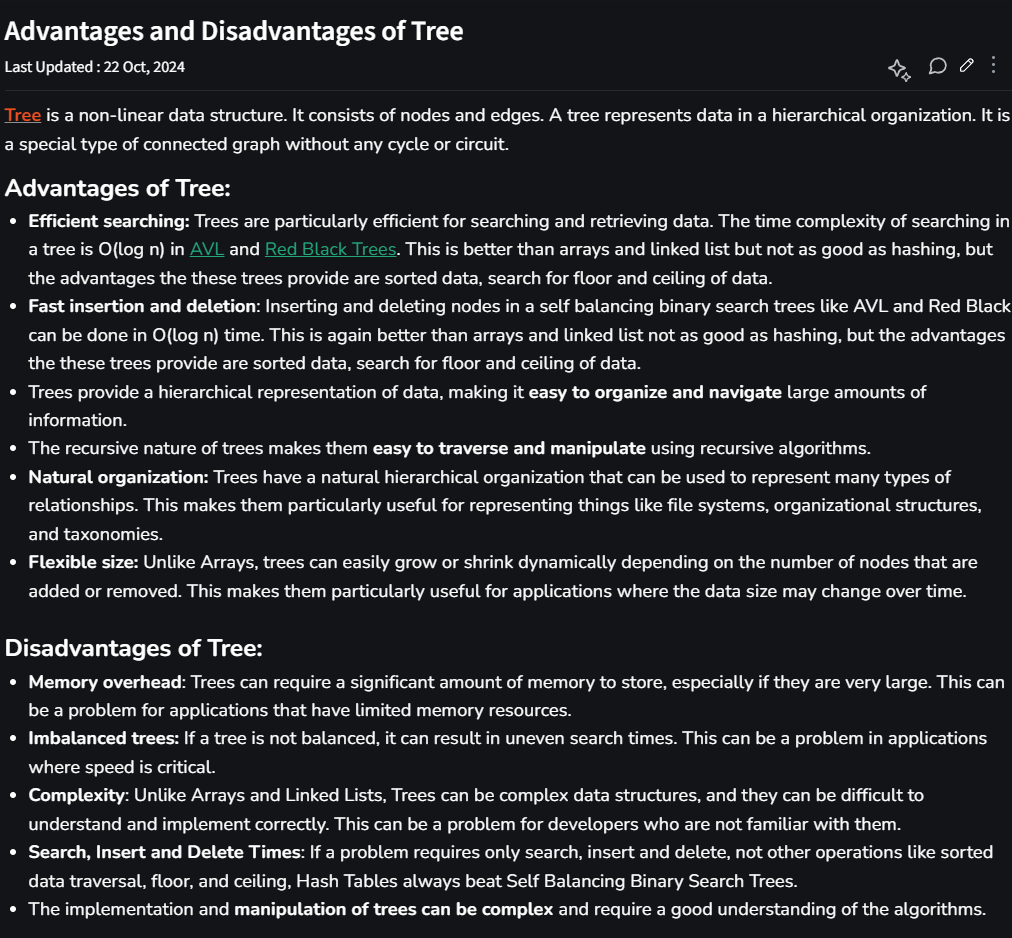 Advantages and Disadvantages of Tree
Last Updated : 22 Oct, 2024
Tree is a non-linear data structure. It consists of nodes and edges. A tree represents data in a hierarchical organization. It is
a special type of connected graph without any cycle or circuit.
Advantages of Tree:
• Efficient searching: Trees are particularly efficient for searching and retrieving data. The time complexity of searching in
a tree is O(log n) in AVL and Red Black Trees. This is better than arrays and linked list but not as good as hashing, but
the advantages the these trees provide are sorted data, search for floor and ceiling of data.
• Fast insertion and deletion: Inserting and deleting nodes in a self balancing binary search trees like AVL and Red Black
can be done in O(log n) time. This is again better than arrays and linked list not as good as hashing, but the advantages
the these trees provide are sorted data, search for floor and ceiling of data.
• Trees provide a hierarchical representation of data, making it easy to organize and navigate large amounts of
information.
• The recursive nature of trees makes them easy to traverse and manipulate using recursive algorithms.
• Natural organization: Trees have a natural hierarchical organization that can be used to represent many types of
relationships. This makes them particularly useful for representing things like file systems, organizational structures,
and taxonomies.
• Flexible size: Unlike Arrays, trees can easily grow or shrink dynamically depending on the number of nodes that are
added or removed. This makes them particularly useful for applications where the data size may change over time.
Disadvantages of Tree:
• Memory overhead: Trees can require a significant amount of memory to store, especially if they are very large. This can
be a problem for applications that have limited memory resources.
• Imbalanced trees: If a tree is not balanced, it can result in uneven search times. This can be a problem in applications
where speed is critical.
• Complexity: Unlike Arrays and Linked Lists, Trees can be complex data structures, and they can be difficult to
understand and implement correctly. This can be a problem for developers who are not familiar with them.
• Search, Insert and Delete Times: If a problem requires only search, insert and delete, not other operations like sorted
data traversal, floor, and ceiling, Hash Tables always beat Self Balancing Binary Search Trees.
• The implementation and manipulation of trees can be complex and require a good understanding of the algorithms.